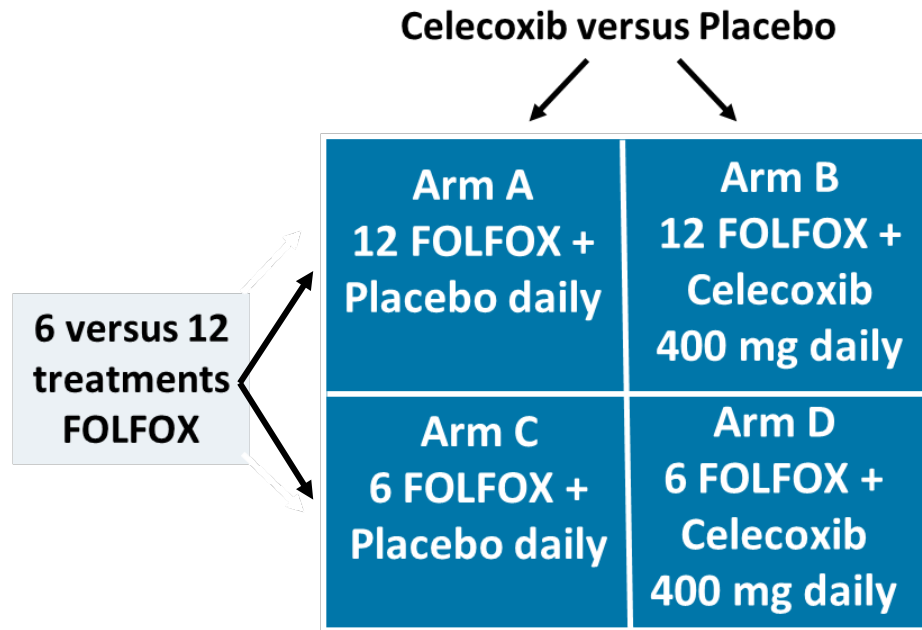 Celecoxib versus Placebo
Arm A
12 FOLFOX +
Placebo daily
Arm B
12 FOLFOX +
Celecoxib
400 mg daily
6 versus 12
treatments
FOLFOX
Arm C
6 FOLFOX +
Placebo daily
Arm D
6 FOLFOX +
Celecoxib
400 mg daily